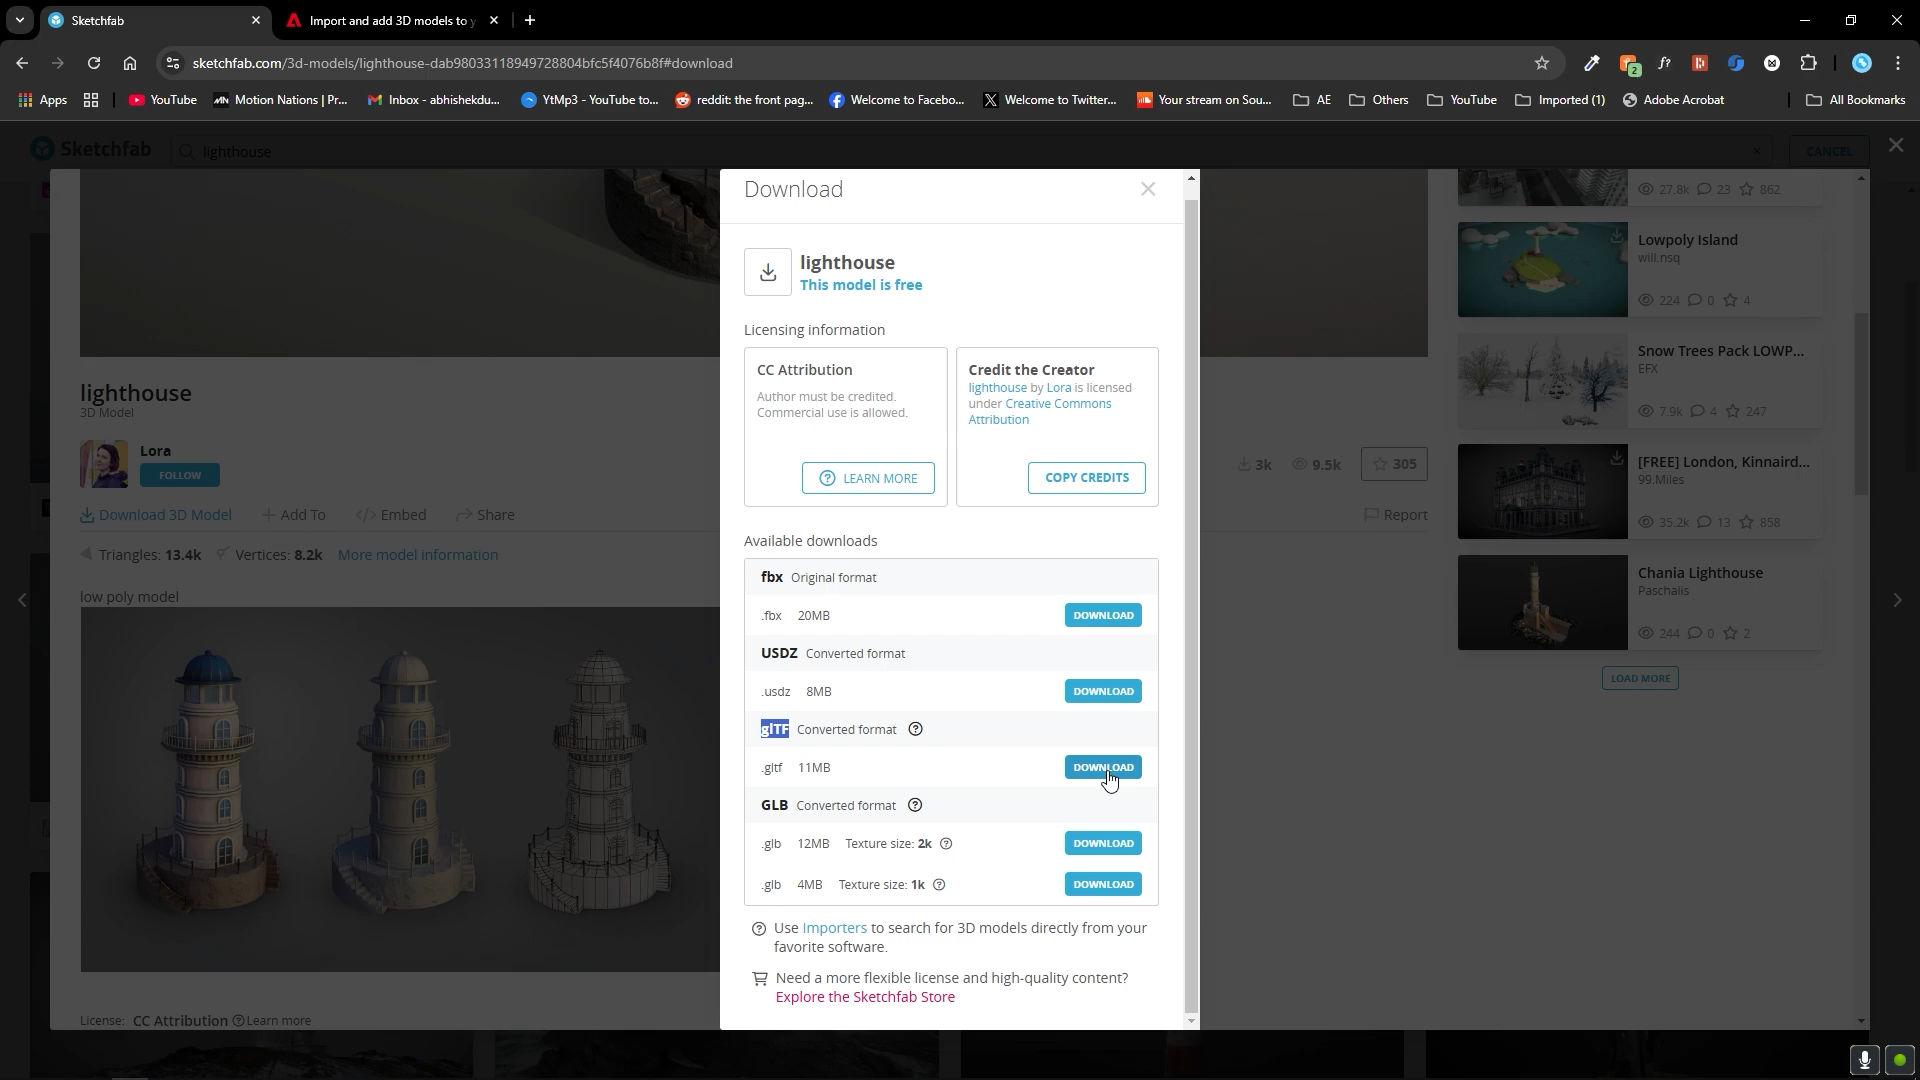 Sketchfab
Import and add 3D models to y
sketchfab.com/3d-models/lighthouse-dab98033118949728804bfc5f4076b8f#download
2
f?
Apps
YouTube
Motion Nations | Pr...
Inbox - abhishekdu...
YtMp3 - YouTube to...
reddit: the front pag...
Welcome to Facebo...
Welcome to Twitter...
Your stream on Sou...
AE
Others
YouTube
Imported (1)
Adobe Acrobat
All Bookmarks
Sketchfab
lighthouse
CANCEL
Download
lighthouse
This model is free
Licensing information
CC Attribution
Author must be credited.
Commercial use is allowed.
LEARN MORE
Credit the Creator
lighthouse by Lora is licensed
under Creative Commons
Attribution
COPY CREDITS
Available downloads
fbx Original format
.fbx 20MB DOWNLOAD
USDZ Converted format
.usdz 8MB DOWNLOAD
glTF Converted format
.gltf 11MB DOWNLOAD
GLB Converted format
.glb 12MB Texture size: 2k DOWNLOAD
.glb 4MB Texture size: 1k DOWNLOAD
Use Importers to search for 3D models directly from your
favorite software.
Need a more flexible license and high-quality content?
Explore the Sketchfab Store
lighthouse
3D Model
Lora
FOLLOW
3k 9.5k 305
Download 3D Model Add To Embed Share
Report
Triangles: 13.4k Vertices: 8.2k More model information
low poly model
License: CC Attribution Learn more
27.8k 23 862
Lowpoly Island
will.nsq
224 0 4
Snow Trees Pack LOWP...
EFX
7.9k 4 247
[FREE] London, Kinnaird...
99.Miles
35.2k 13 858
Chania Lighthouse
Paschalis
244 0 2
LOAD MORE